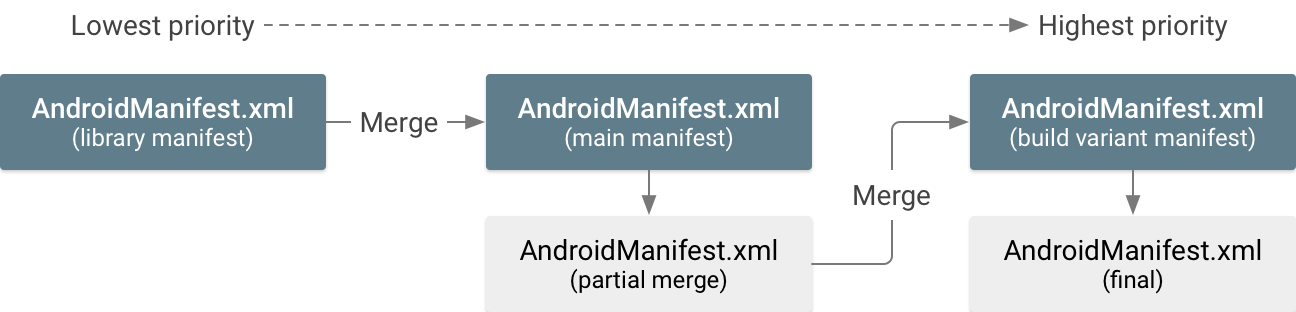 Lowest priority
Highest priority
AndroidManifest.xml
(library manifest)
Merge
AndroidManifest.xml
(main manifest)
AndroidManifest.xml
(build variant manifest)
Merge
AndroidManifest.xml
(partial merge)
AndroidManifest.xml
(final)